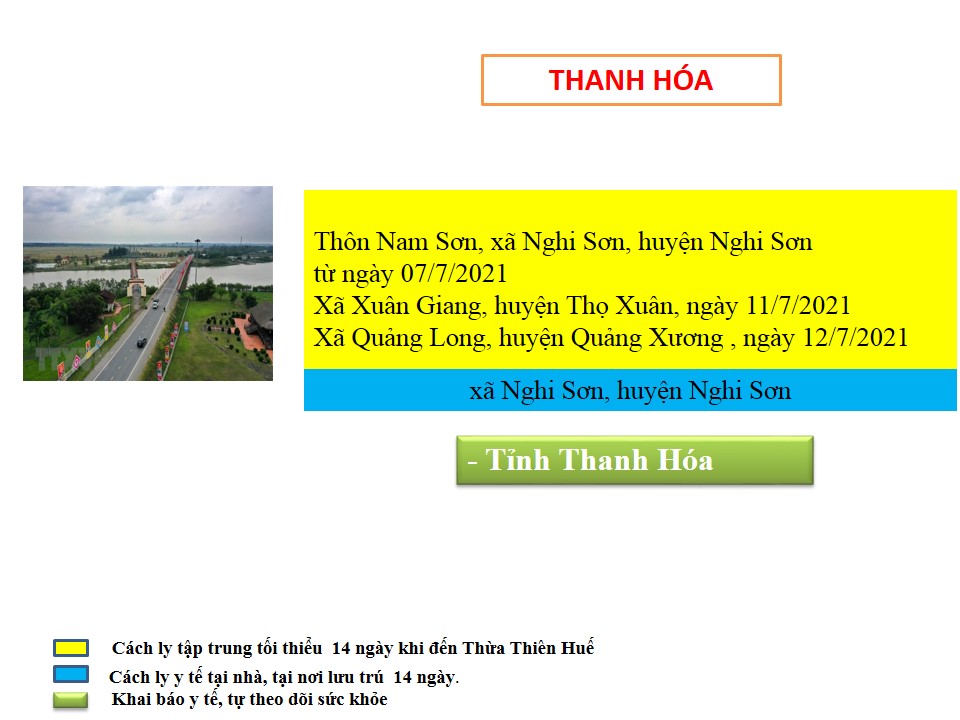 THANH HÓA
Thôn Nam Sơn, xã Nghi Sơn, huyện Nghi Sơn
từ ngày 07/7/2021
Xã Xuân Giang, huyện Thọ Xuân, ngày 11/7/2021
Xã Quảng Long, huyện Quảng Xương , ngày 12/7/2021
xã Nghi Sơn, huyện Nghi Sơn
- Tỉnh Thanh Hóa
Cách ly tập trung tối thiểu 14 ngày khi đến Thừa Thiên Huế
Cách ly y tế tại nhà, tại nơi lưu trú 14 ngày.
Khai báo y tế, tự theo dõi sức khỏe